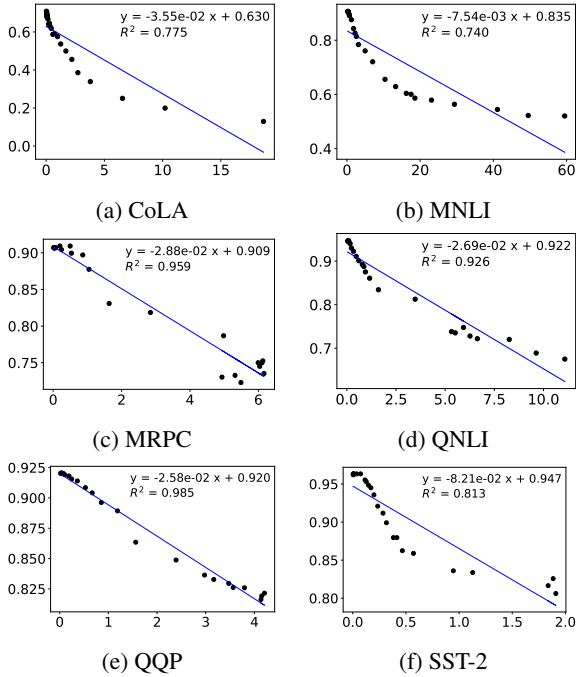 y = -3.55e-02 x + 0.630
R² = 0.775
0.6
0.4
0.2
0.0
0 5 10 15
(a) CoLA
y = -7.54e-03 x + 0.835
R² = 0.740
0.8
0.6
0.4
0 20 40 60
(b) MNLI
y = -2.88e-02 x + 0.909
R² = 0.959
0.90
0.85
0.80
0.75
0 2 4 6
(c) MRPC
y = -2.69e-02 x + 0.922
R² = 0.926
0.9
0.8
0.7
0.0 2.5 5.0 7.5 10.0
(d) QNLI
y = -2.58e-02 x + 0.920
R² = 0.985
0.925
0.900
0.875
0.850
0.825
0 1 2 3 4
(e) QQP
y = -8.21e-02 x + 0.947
R² = 0.813
0.95
0.90
0.85
0.80
0.0 0.5 1.0 1.5 2.0
(f) SST-2